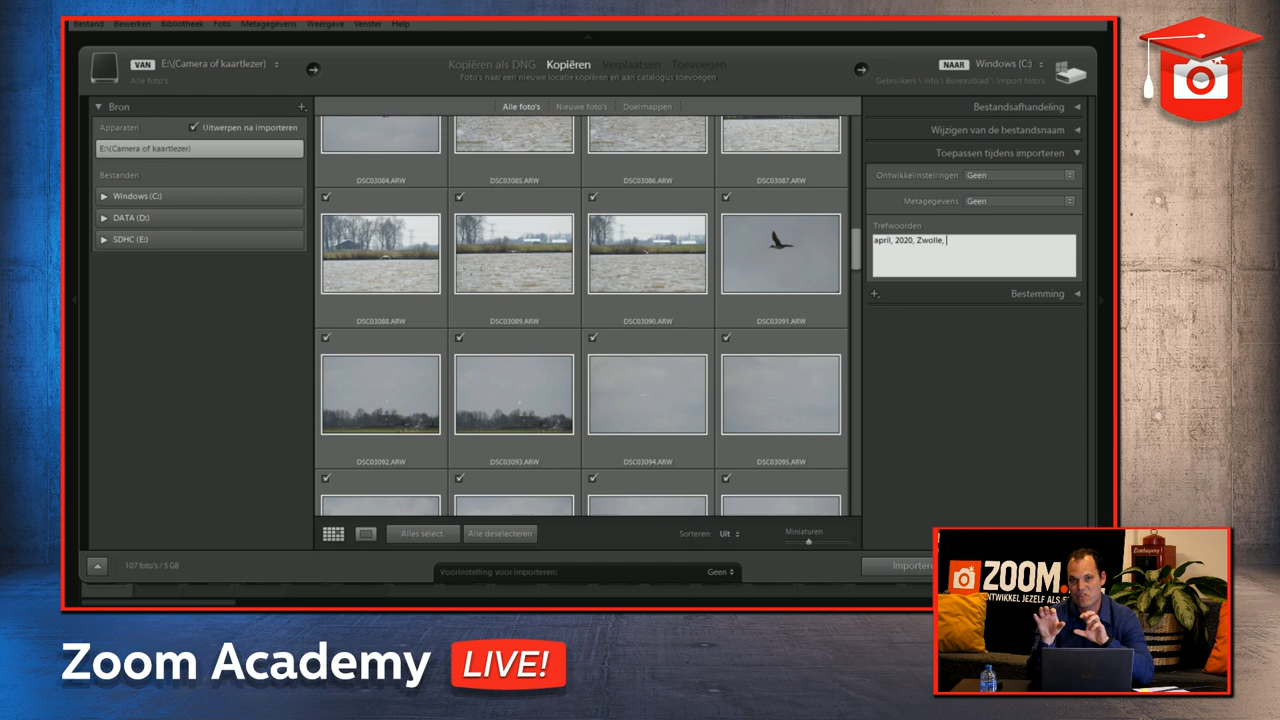 Bestand Bewerken Bibliotheek Foto Metagegevens Weergave Venster Help
VAN E:\(Camera of kaartlezer)
Alle foto's
Kopiëren als DNG Kopiëren Verplaatsen Toevoegen
Foto's naar een nieuwe locatie kopiëren en aan catalogus toevoegen
NAAR Windows (C:)
Gebruikers \ info \ Bureaublad \ Import foto's
Bron
Apparaten Uitwerpen na importeren
E:\(Camera of kaartlezer)
Bestanden
Windows (C:)
DATA (D:)
SDHC (E:)
Alle foto's Nieuwe foto's Doelmappen
DSC03084.ARW DSC03085.ARW DSC03086.ARW DSC03087.ARW
DSC03088.ARW DSC03089.ARW DSC03090.ARW DSC03091.ARW
DSC03092.ARW DSC03093.ARW DSC03094.ARW DSC03095.ARW
Alles select. Alle deselecteren
Sorteren: Uit
Miniaturen
Bestandsafhandeling
Wijzigen van de bestandsnaam
Toepassen tijdens importeren
Ontwikkelinstellingen Geen
Metagegevens Geen
Trefwoorden
april, 2020, Zwolle,
Bestemming
107 foto's / 5 GB
Voorinstelling voor importeren: Geen
Importeren
ZOOM.
ONTWIKKEL JEZELF ALS
Zoom Academy LIVE!